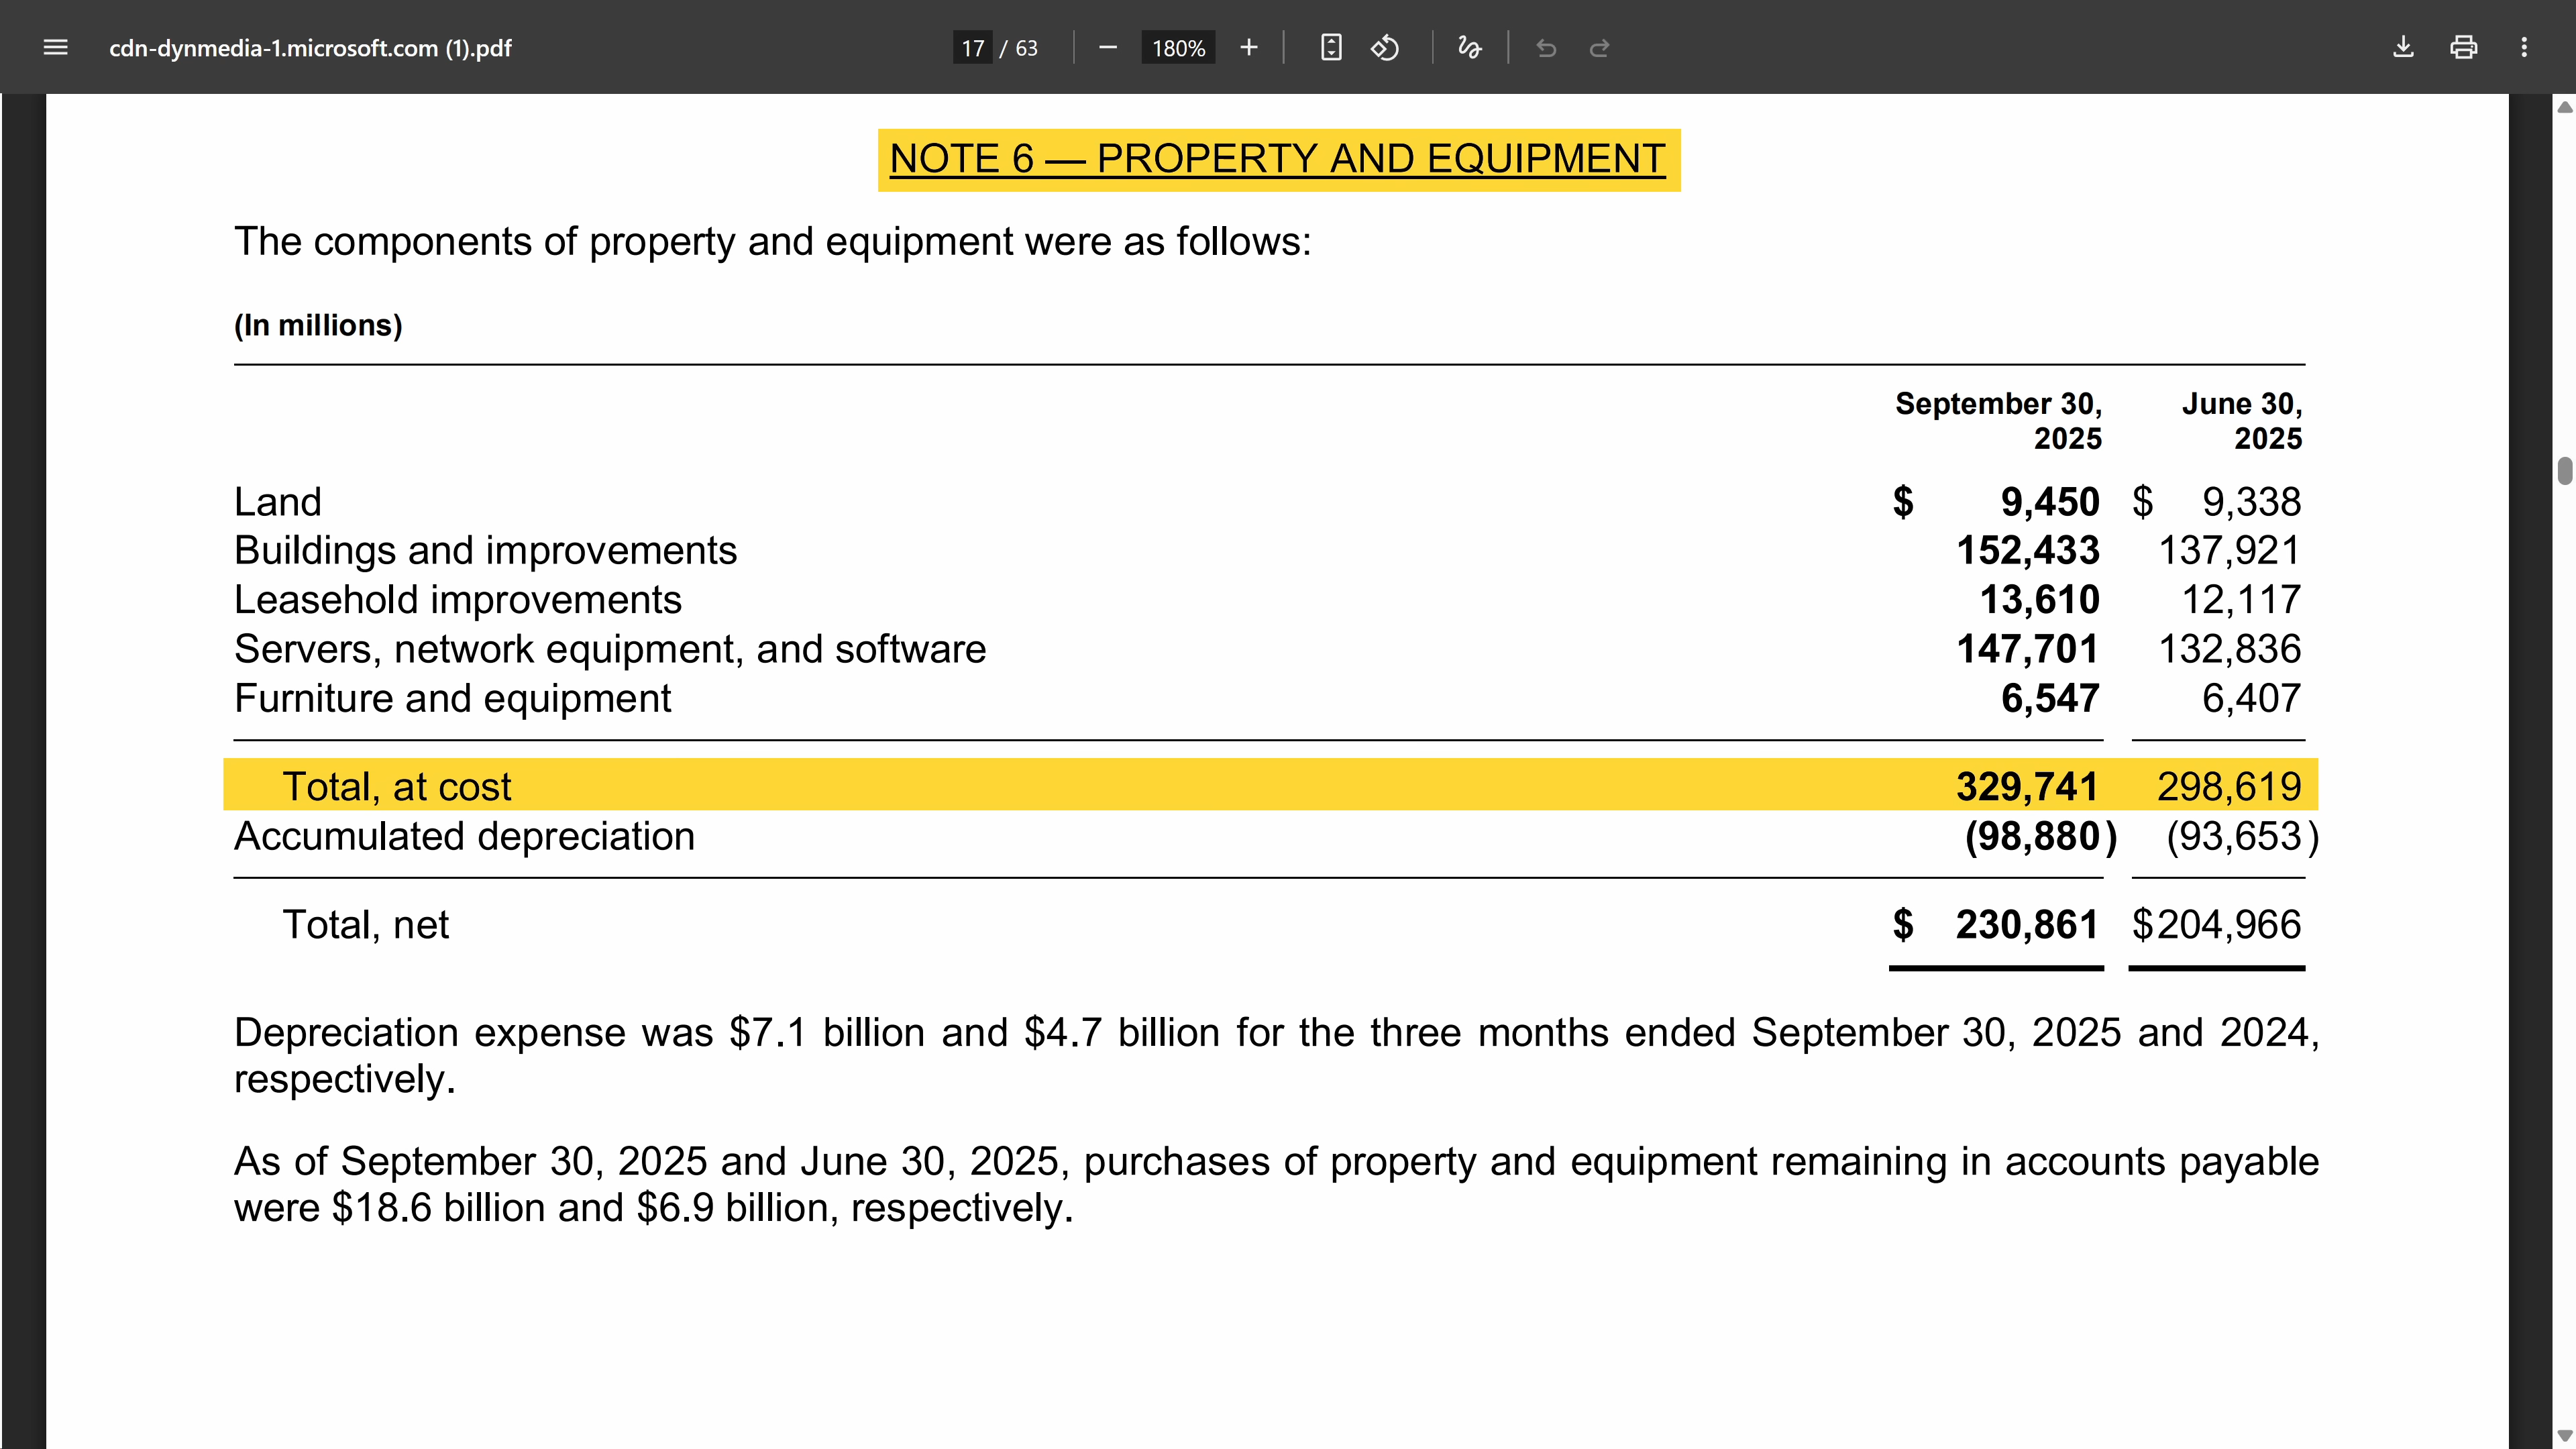 cdn-dynmedia-1.microsoft.com (1).pdf 17 / 63 180%
NOTE 6 — PROPERTY AND EQUIPMENT
The components of property and equipment were as follows:
(In millions)
September 30, 2025 June 30, 2025
Land $ 9,450 $ 9,338
Buildings and improvements 152,433 137,921
Leasehold improvements 13,610 12,117
Servers, network equipment, and software 147,701 132,836
Furniture and equipment 6,547 6,407
Total, at cost 329,741 298,619
Accumulated depreciation (98,880) (93,653)
Total, net $ 230,861 $204,966
Depreciation expense was $7.1 billion and $4.7 billion for the three months ended September 30, 2025 and 2024,
respectively.
As of September 30, 2025 and June 30, 2025, purchases of property and equipment remaining in accounts payable
were $18.6 billion and $6.9 billion, respectively.